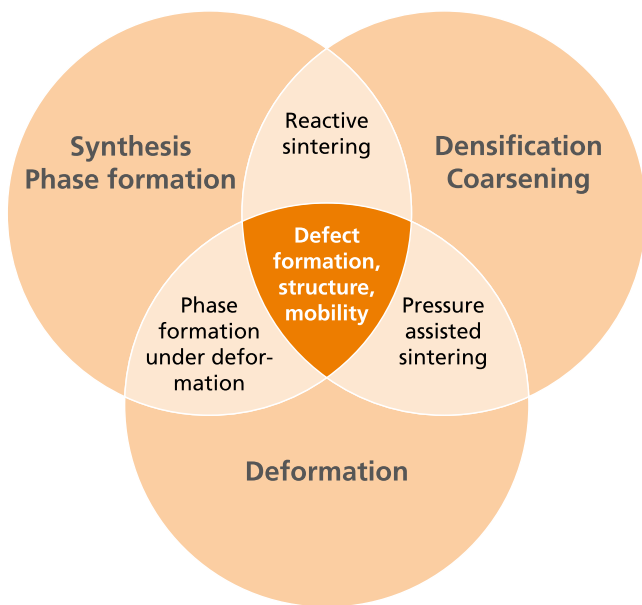 Reactive
sintering
Synthesis
Phase formation
Densification
Coarsening
Defect
formation,
structure,
mobility
Phase
formation
under defor-
mation
Pressure
assisted
sintering
Deformation